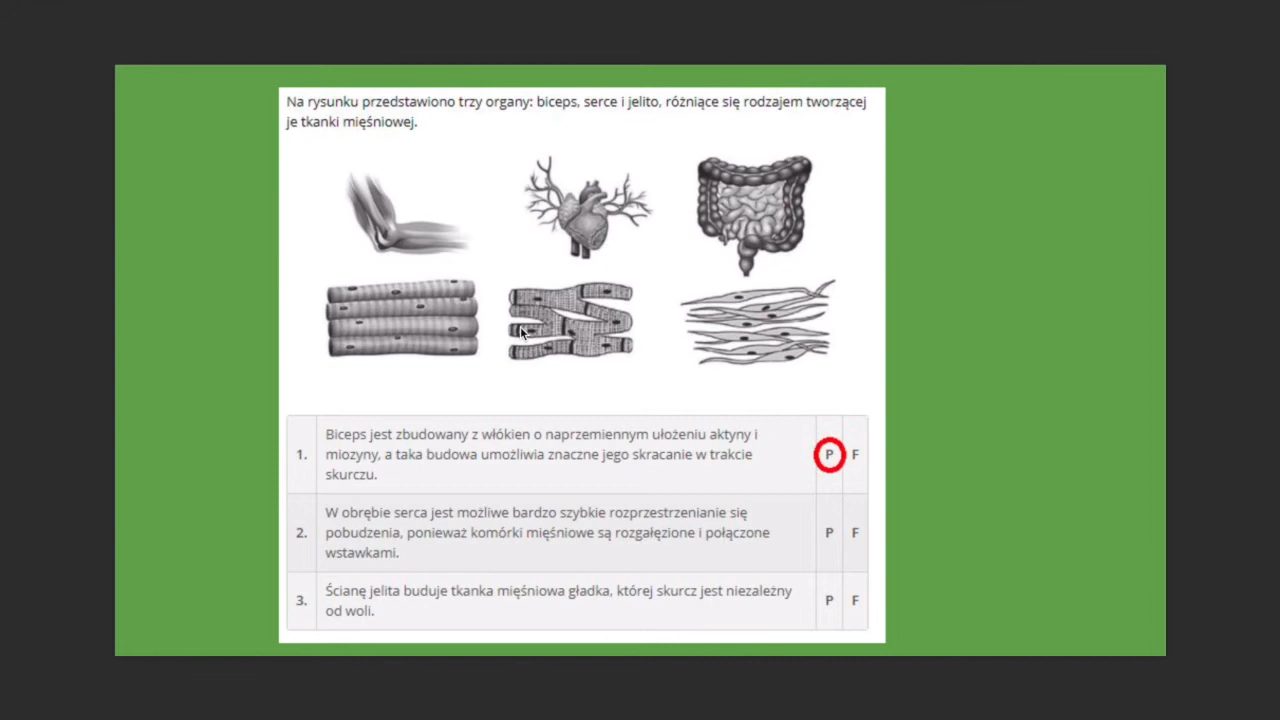 Na rysunku przedstawiono trzy organy: biceps, serce i jelito, różniące się rodzajem tworzącej
je tkanki mięśniowej.
1.
Biceps jest zbudowany z włókien o naprzemiennym ułożeniu aktyny i
miozyny, a taka budowa umożliwia znaczne jego skracanie w trakcie
skurczu.
P F
2.
W obrębie serca jest możliwe bardzo szybkie rozprzestrzenianie się
pobudzenia, ponieważ komórki mięśniowe są rozgałęzione i połączone
wstawkami.
P F
3.
Ścianę jelita buduje tkanka mięśniowa gładka, której skurcz jest niezależny
od woli.
P F